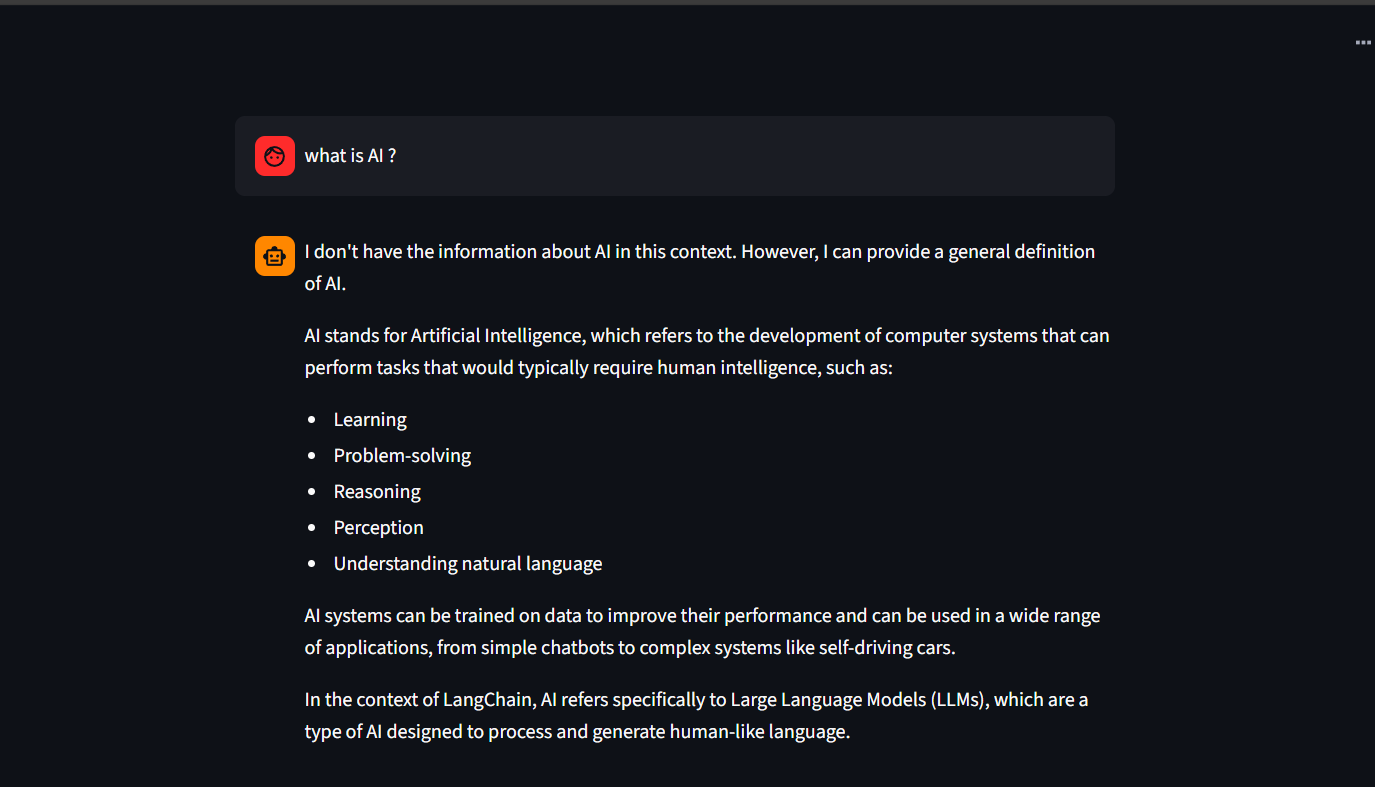 what is AI ?
I don't have the information about AI in this context. However, I can provide a general definition
of AI.
AI stands for Artificial Intelligence, which refers to the development of computer systems that can
perform tasks that would typically require human intelligence, such as:
• Learning
• Problem-solving
• Reasoning
• Perception
• Understanding natural language
AI systems can be trained on data to improve their performance and can be used in a wide range
of applications, from simple chatbots to complex systems like self-driving cars.
In the context of LangChain, AI refers specifically to Large Language Models (LLMs), which are a
type of AI designed to process and generate human-like language.